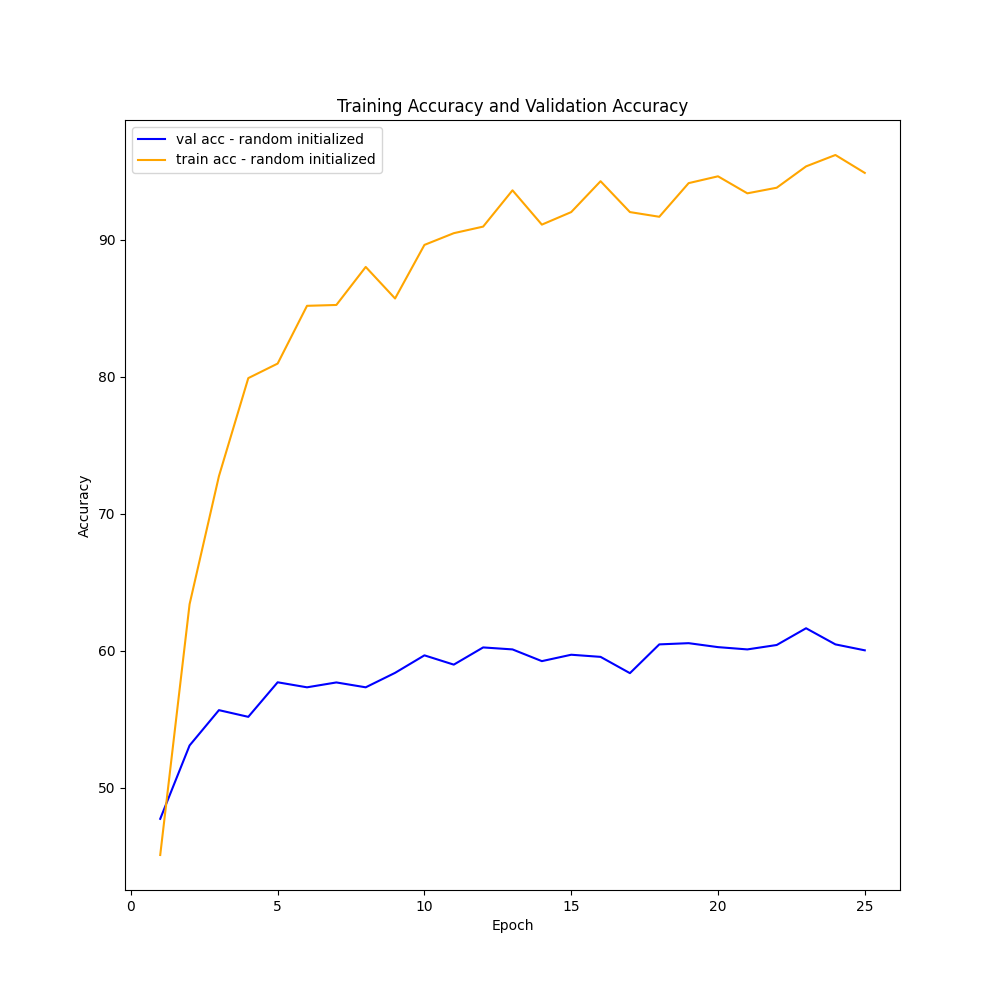 Training Accuracy and Validation Accuracy
val acc - random initialized
train acc - random initialized
90
80
70
60
50
Accuracy
0 5 10 15 20 25
Epoch